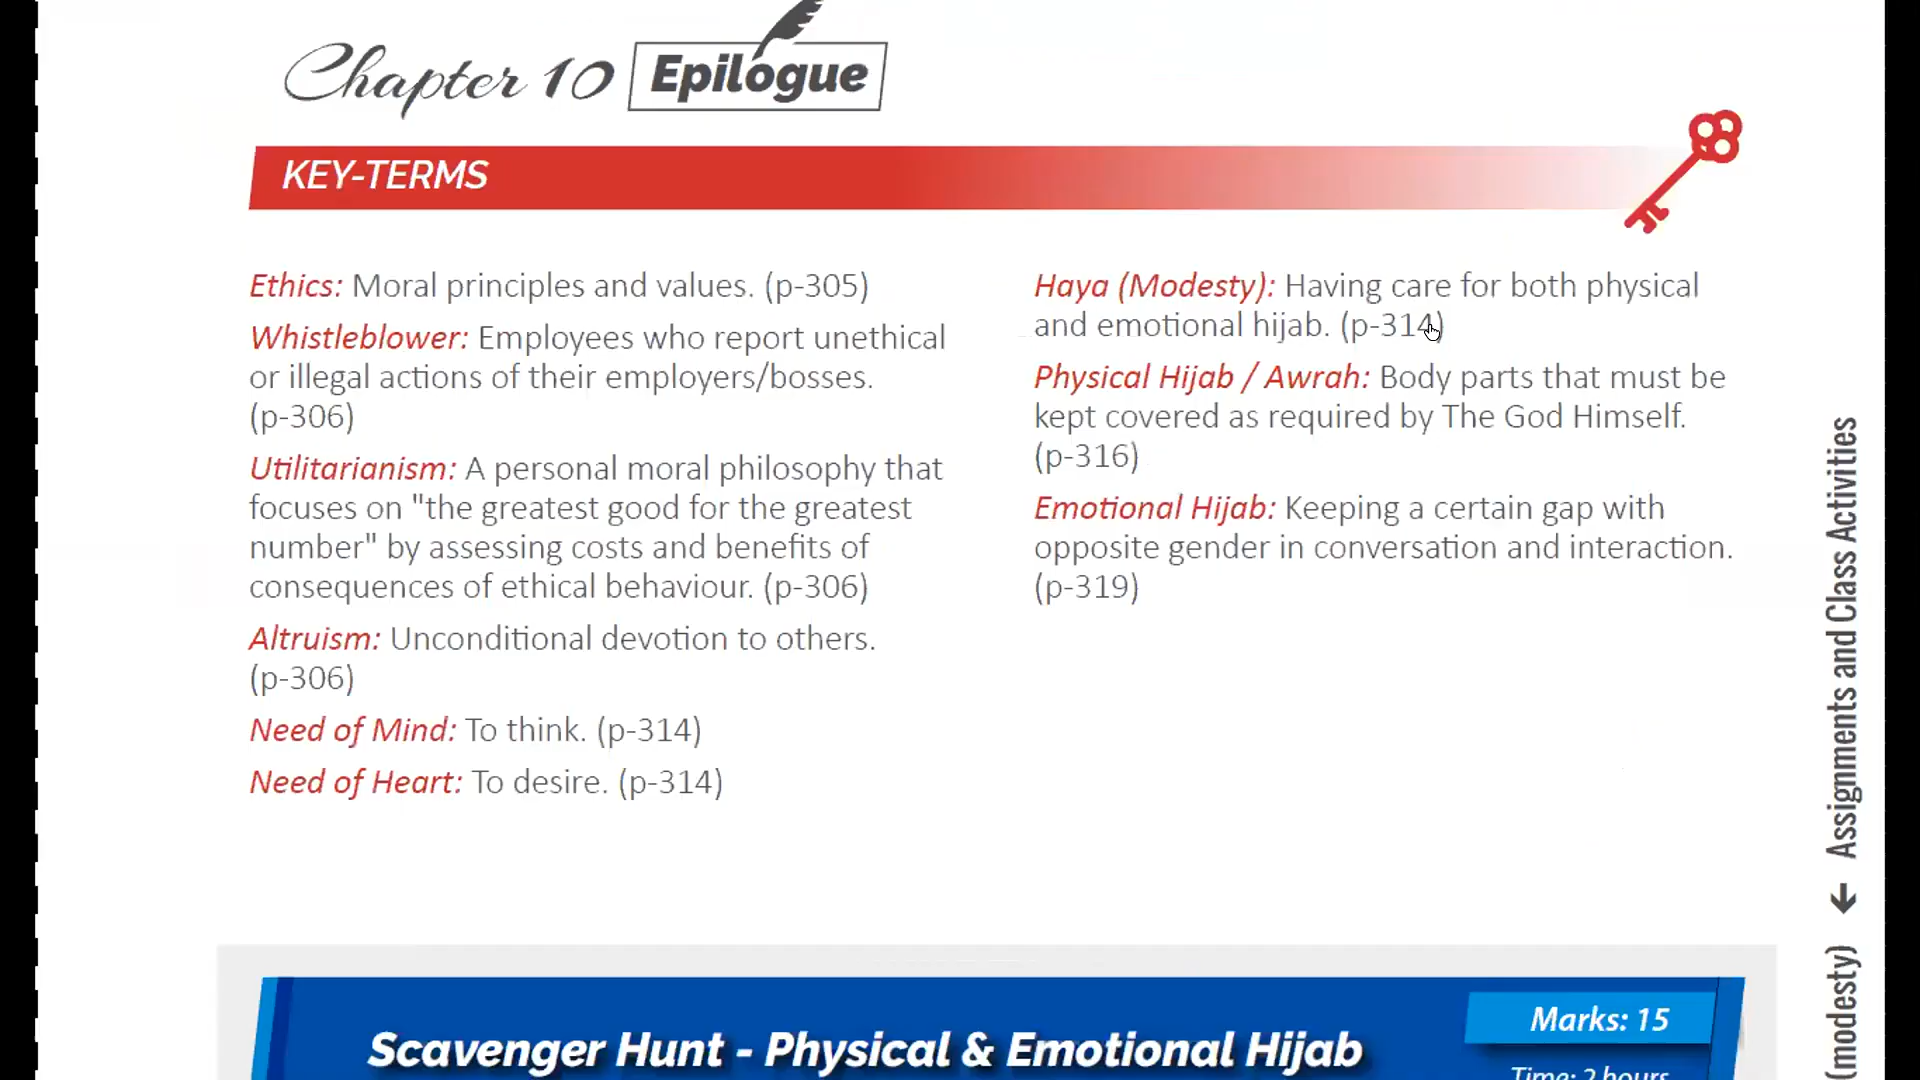 Chapter 10 Epilogue
KEY-TERMS
Ethics: Moral principles and values. (p-305)
Whistleblower: Employees who report unethical
or illegal actions of their employers/bosses.
(p-306)
Utilitarianism: A personal moral philosophy that
focuses on "the greatest good for the greatest
number" by assessing costs and benefits of
consequences of ethical behaviour. (p-306)
Altruism: Unconditional devotion to others.
(p-306)
Need of Mind: To think. (p-314)
Need of Heart: To desire. (p-314)
Haya (Modesty): Having care for both physical
and emotional hijab. (p-314)
Physical Hijab / Awrah: Body parts that must be
kept covered as required by The God Himself.
(p-316)
Emotional Hijab: Keeping a certain gap with
opposite gender in conversation and interaction.
(p-319)
Scavenger Hunt - Physical & Emotional Hijab
Marks: 15
Time: 2 hours
(modesty) ← Assignments and Class Activities